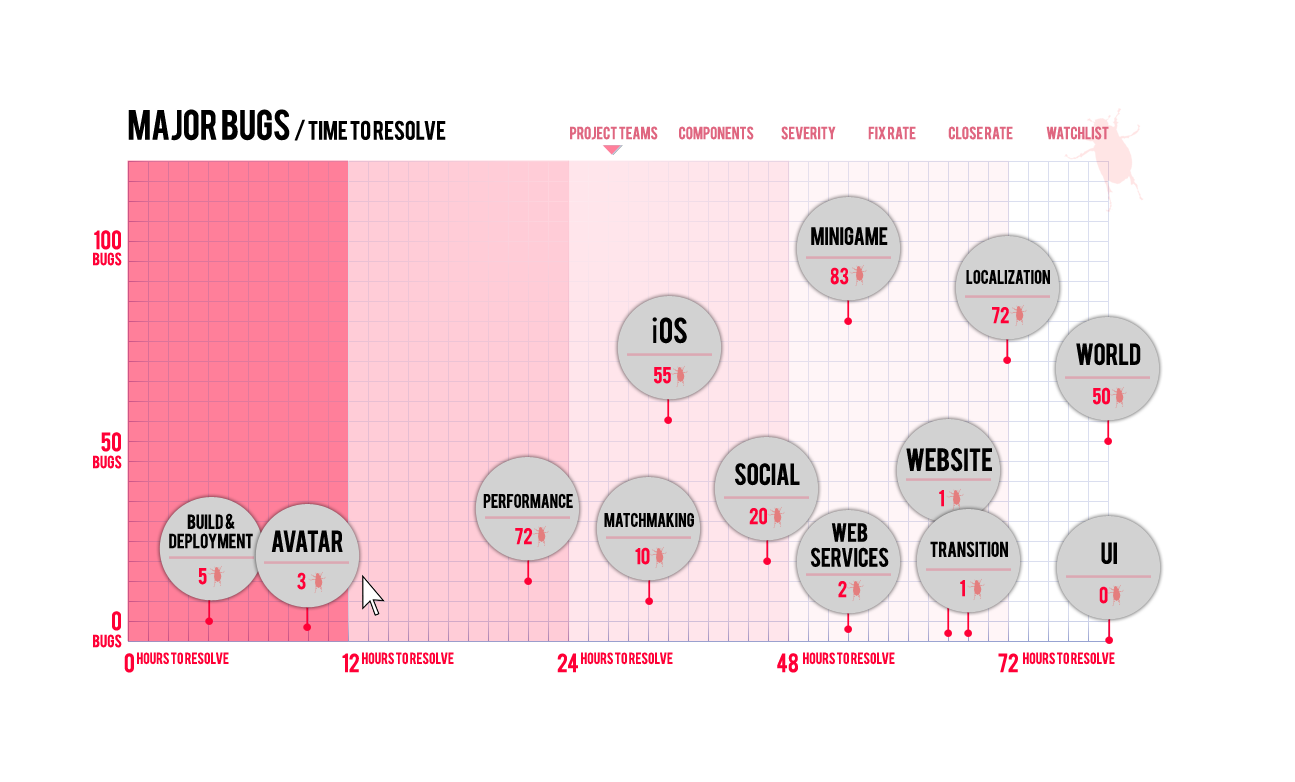 MAJOR BUGS / TIME TO RESOLVE
PROJECT TEAMS
COMPONENTS
SEVERITY
FIX RATE
CLOSE RATE
WATCHLIST
100
BUGS
50
BUGS
0
BUGS
MINIGAME
83
LOCALIZATION
72
iOS
55
WORLD
50
WEBSITE
1
SOCIAL
20
PERFORMANCE
72
MATCHMAKING
10
BUILD &
DEPLOYMENT
5
AVATAR
3
WEB
SERVICES
2
TRANSITION
1
UI
0
0 HOURS TO RESOLVE
12 HOURS TO RESOLVE
24 HOURS TO RESOLVE
48 HOURS TO RESOLVE
72 HOURS TO RESOLVE